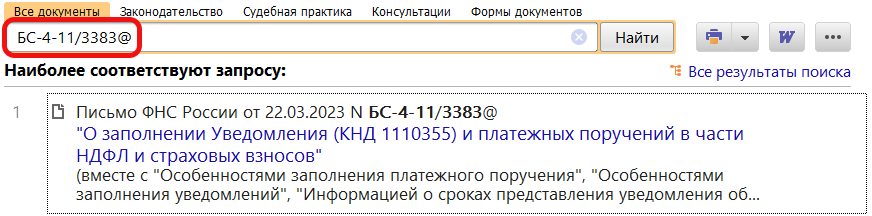 Все документы Законодательство Судебная практика Консультации Формы документов
БС-4-11/3383@ Найти W
Наиболее соответствуют запросу: Все результаты поиска
1 Письмо ФНС России от 22.03.2023 N БС-4-11/3383@
"О заполнении Уведомления (КНД 1110355) и платежных поручений в части
НДФЛ и страховых взносов"
(вместе с "Особенностями заполнения платежного поручения", "Особенностями
заполнения уведомлений", "Информацией о сроках представления уведомления об...